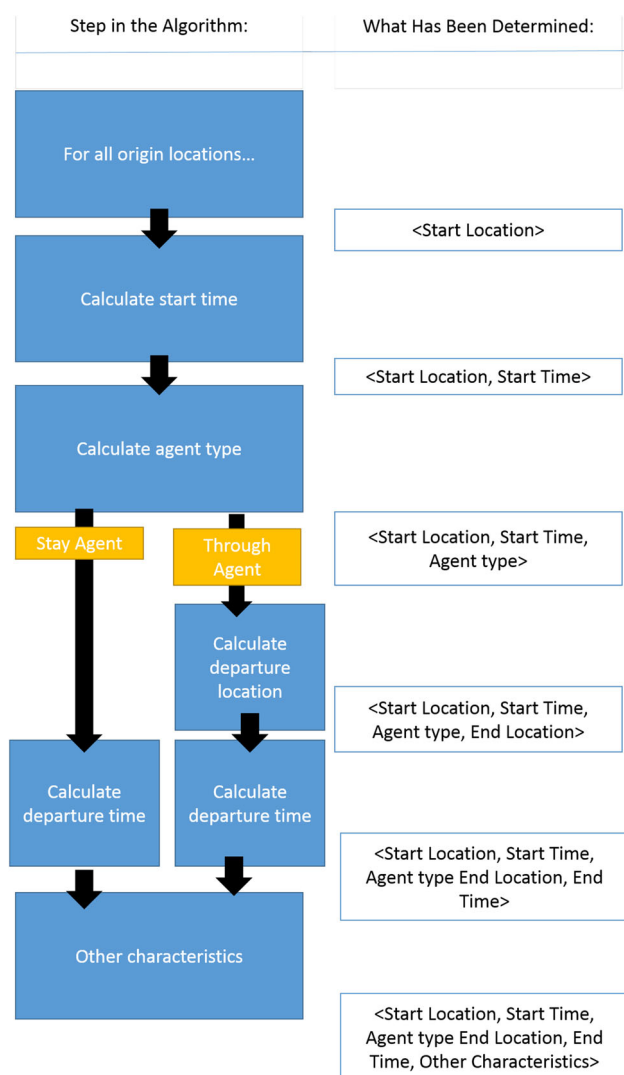 Step in the Algorithm:
What Has Been Determined:
For all origin locations...
<Start Location>
Calculate start time
<Start Location, Start Time>
Calculate agent type
<Start Location, Start Time,
Agent type>
Stay Agent
Through
Agent
Calculate
departure
location
<Start Location, Start Time,
Agent type, End Location>
Calculate
departure time
Calculate
departure time
<Start Location, Start Time,
Agent type End Location, End
Time>
Other characteristics
<Start Location, Start Time,
Agent type End Location, End
Time, Other Characteristics>